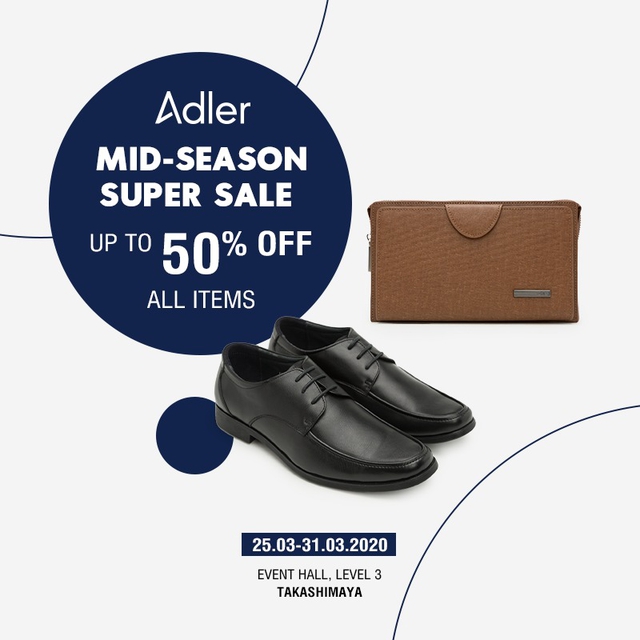 Adler
MID-SEASON
SUPER SALE
UP TO 50% OFF
ALL ITEMS
25.03-31.03.2020
EVENT HALL, LEVEL 3
TAKASHIMAYA